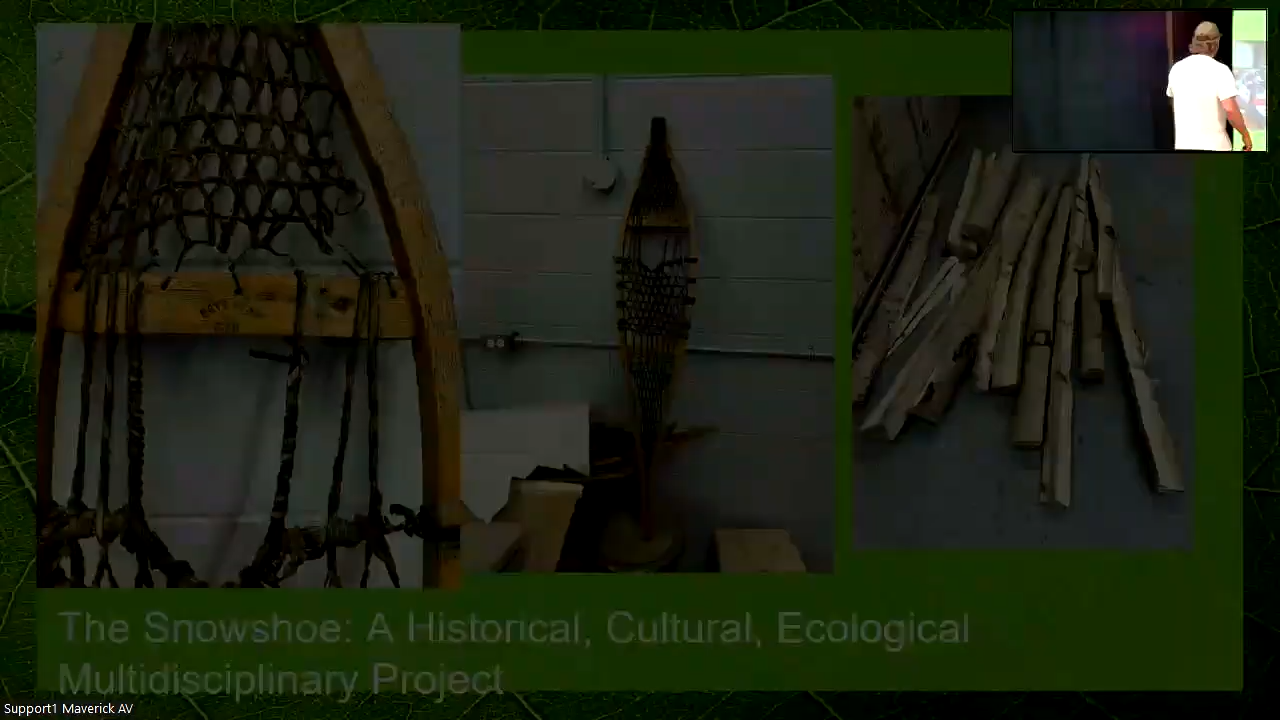 The Snowshoe: A Historical, Cultural, Ecological
Multidisciplinary Project
Support1 Maverick AV